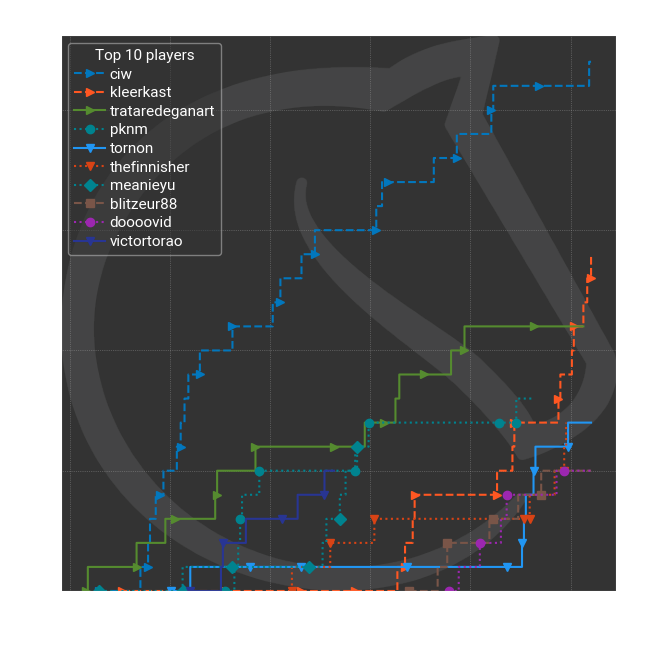 Top 10 players
ciw
kleerkast
trataredeganart
pknm
tornon
thefinnisher
meanieyu
blitzeur88
doooovid
victortorao